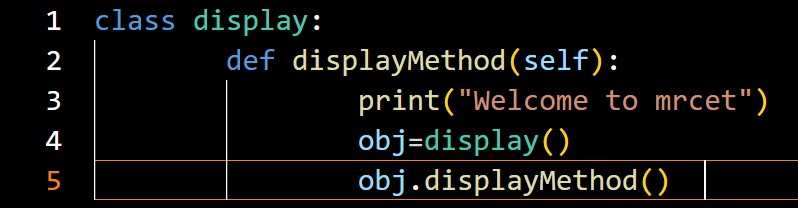 1 class display:
2 def displayMethod(self):
3 print("Welcome to mrcet")
4 obj=display()
5 obj.displayMethod()